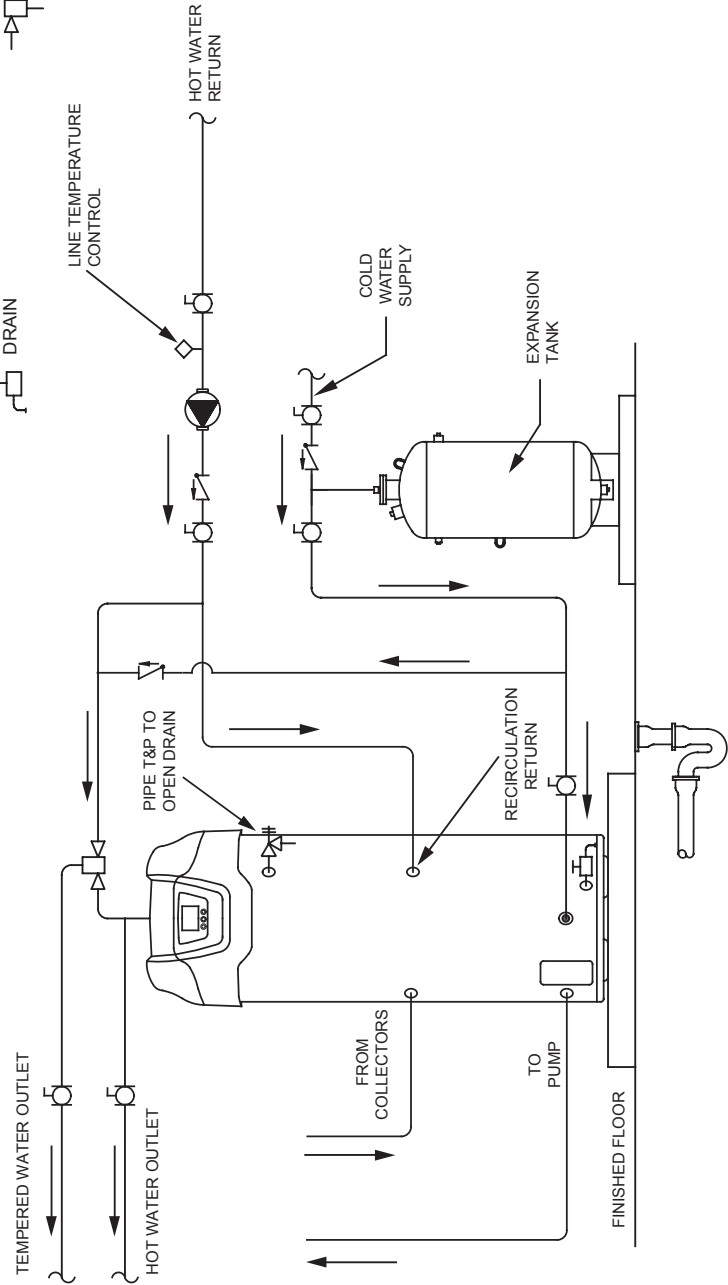 TEMPERED WATER OUTLET
HOT WATER OUTLET
PIPE T&P TO
OPEN DRAIN
LINE TEMPERATURE
CONTROL
DRAIN
HOT WATER
RETURN
FROM
COLLECTORS
TO
PUMP
RECIRCULATION
RETURN
COLD
WATER
SUPPLY
EXPANSION
TANK
FINISHED FLOOR